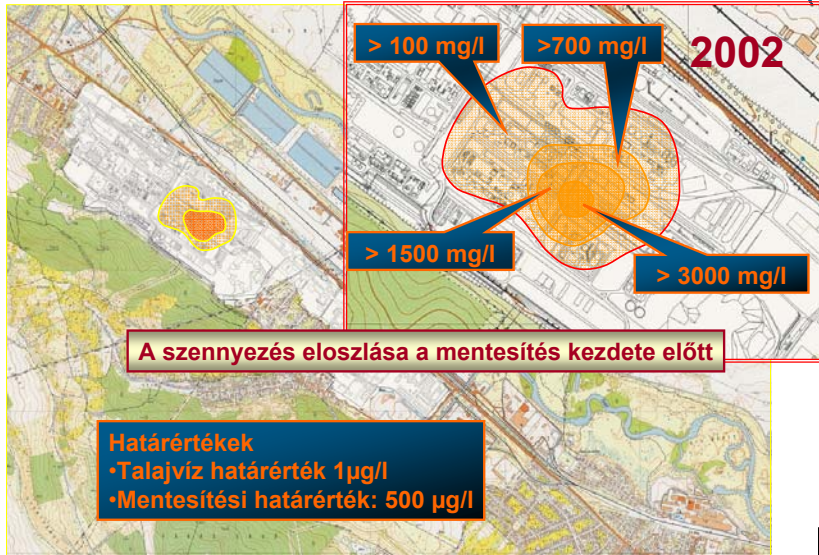 > 100 mg/l
>700 mg/l
2002
> 1500 mg/l
> 3000 mg/l
A szennyezés eloszlása a mentesítés kezdete előtt
Határértékek
•Talajvíz határérték 1µg/l
•Mentesítési határérték: 500 µg/l